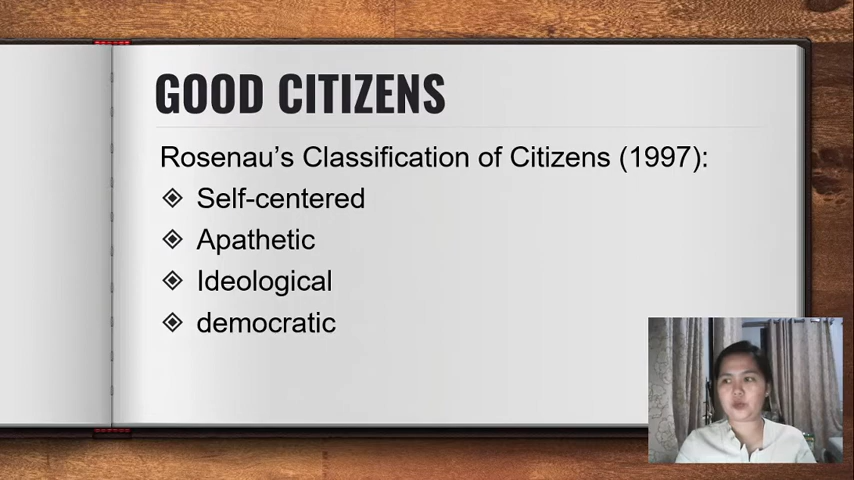 GOOD CITIZENS
Rosenau’s Classification of Citizens (1997):
Self-centered
Apathetic
Ideological
democratic